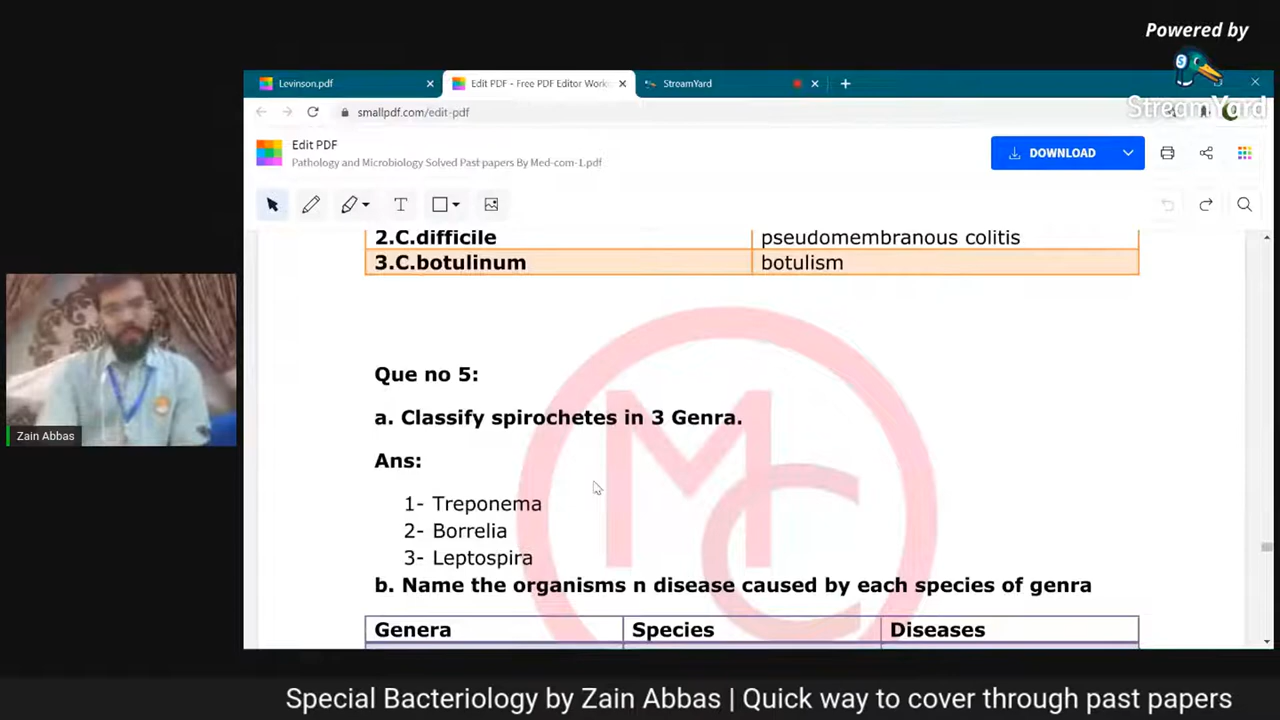 Powered by
StreamYard
Levinson.pdf
Edit PDF - Free PDF Editor Works
StreamYard
smallpdf.com/edit-pdf
Edit PDF
Pathology and Microbiology Solved Past papers By Med-com-1.pdf
DOWNLOAD
T
2.C.difficile pseudomembranous colitis
3.C.botulinum botulism
Que no 5:
a. Classify spirochetes in 3 Genra.
Ans:
1- Treponema
2- Borrelia
3- Leptospira
b. Name the organisms n disease caused by each species of genra
Genera Species Diseases
MC
Zain Abbas
Special Bacteriology by Zain Abbas | Quick way to cover through past papers